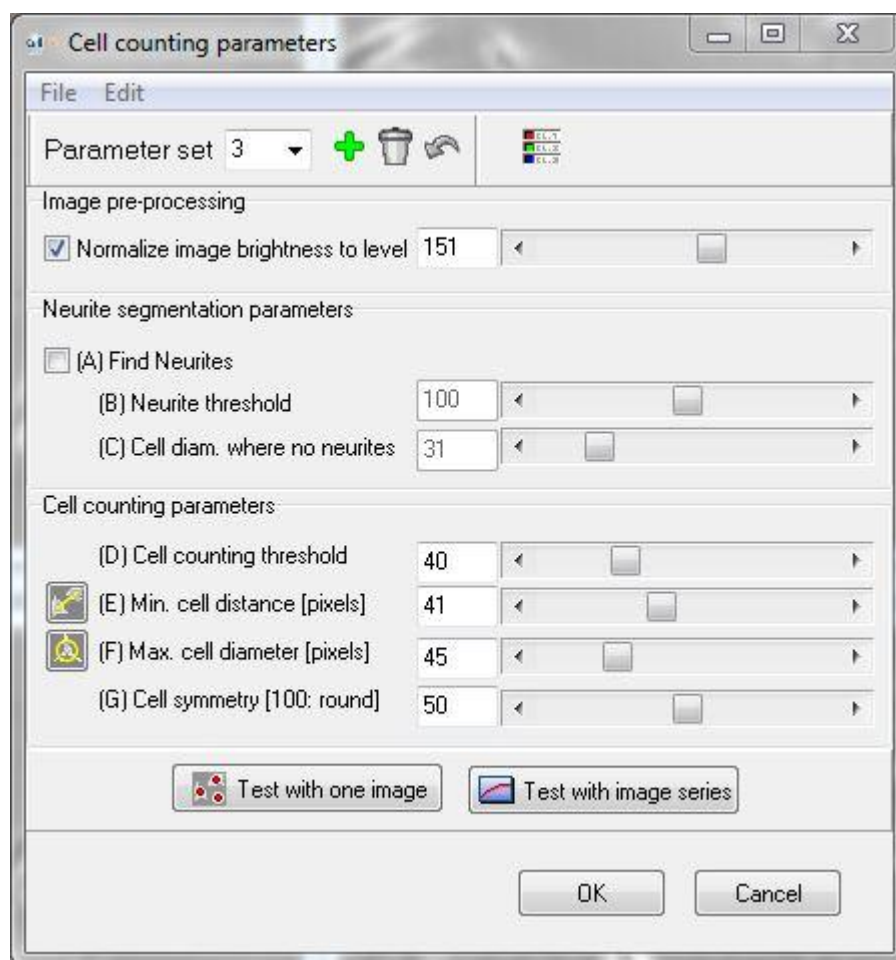 Cell counting parameters
File Edit
Parameter set 3
Image pre-processing
Normalize image brightness to level 151
Neurite segmentation parameters
(A) Find Neurites
(B) Neurite threshold 100
(C) Cell diam. where no neurites 31
Cell counting parameters
(D) Cell counting threshold 40
(E) Min. cell distance [pixels] 41
(F) Max. cell diameter [pixels] 45
(G) Cell symmetry [100: round] 50
Test with one image Test with image series
OK Cancel